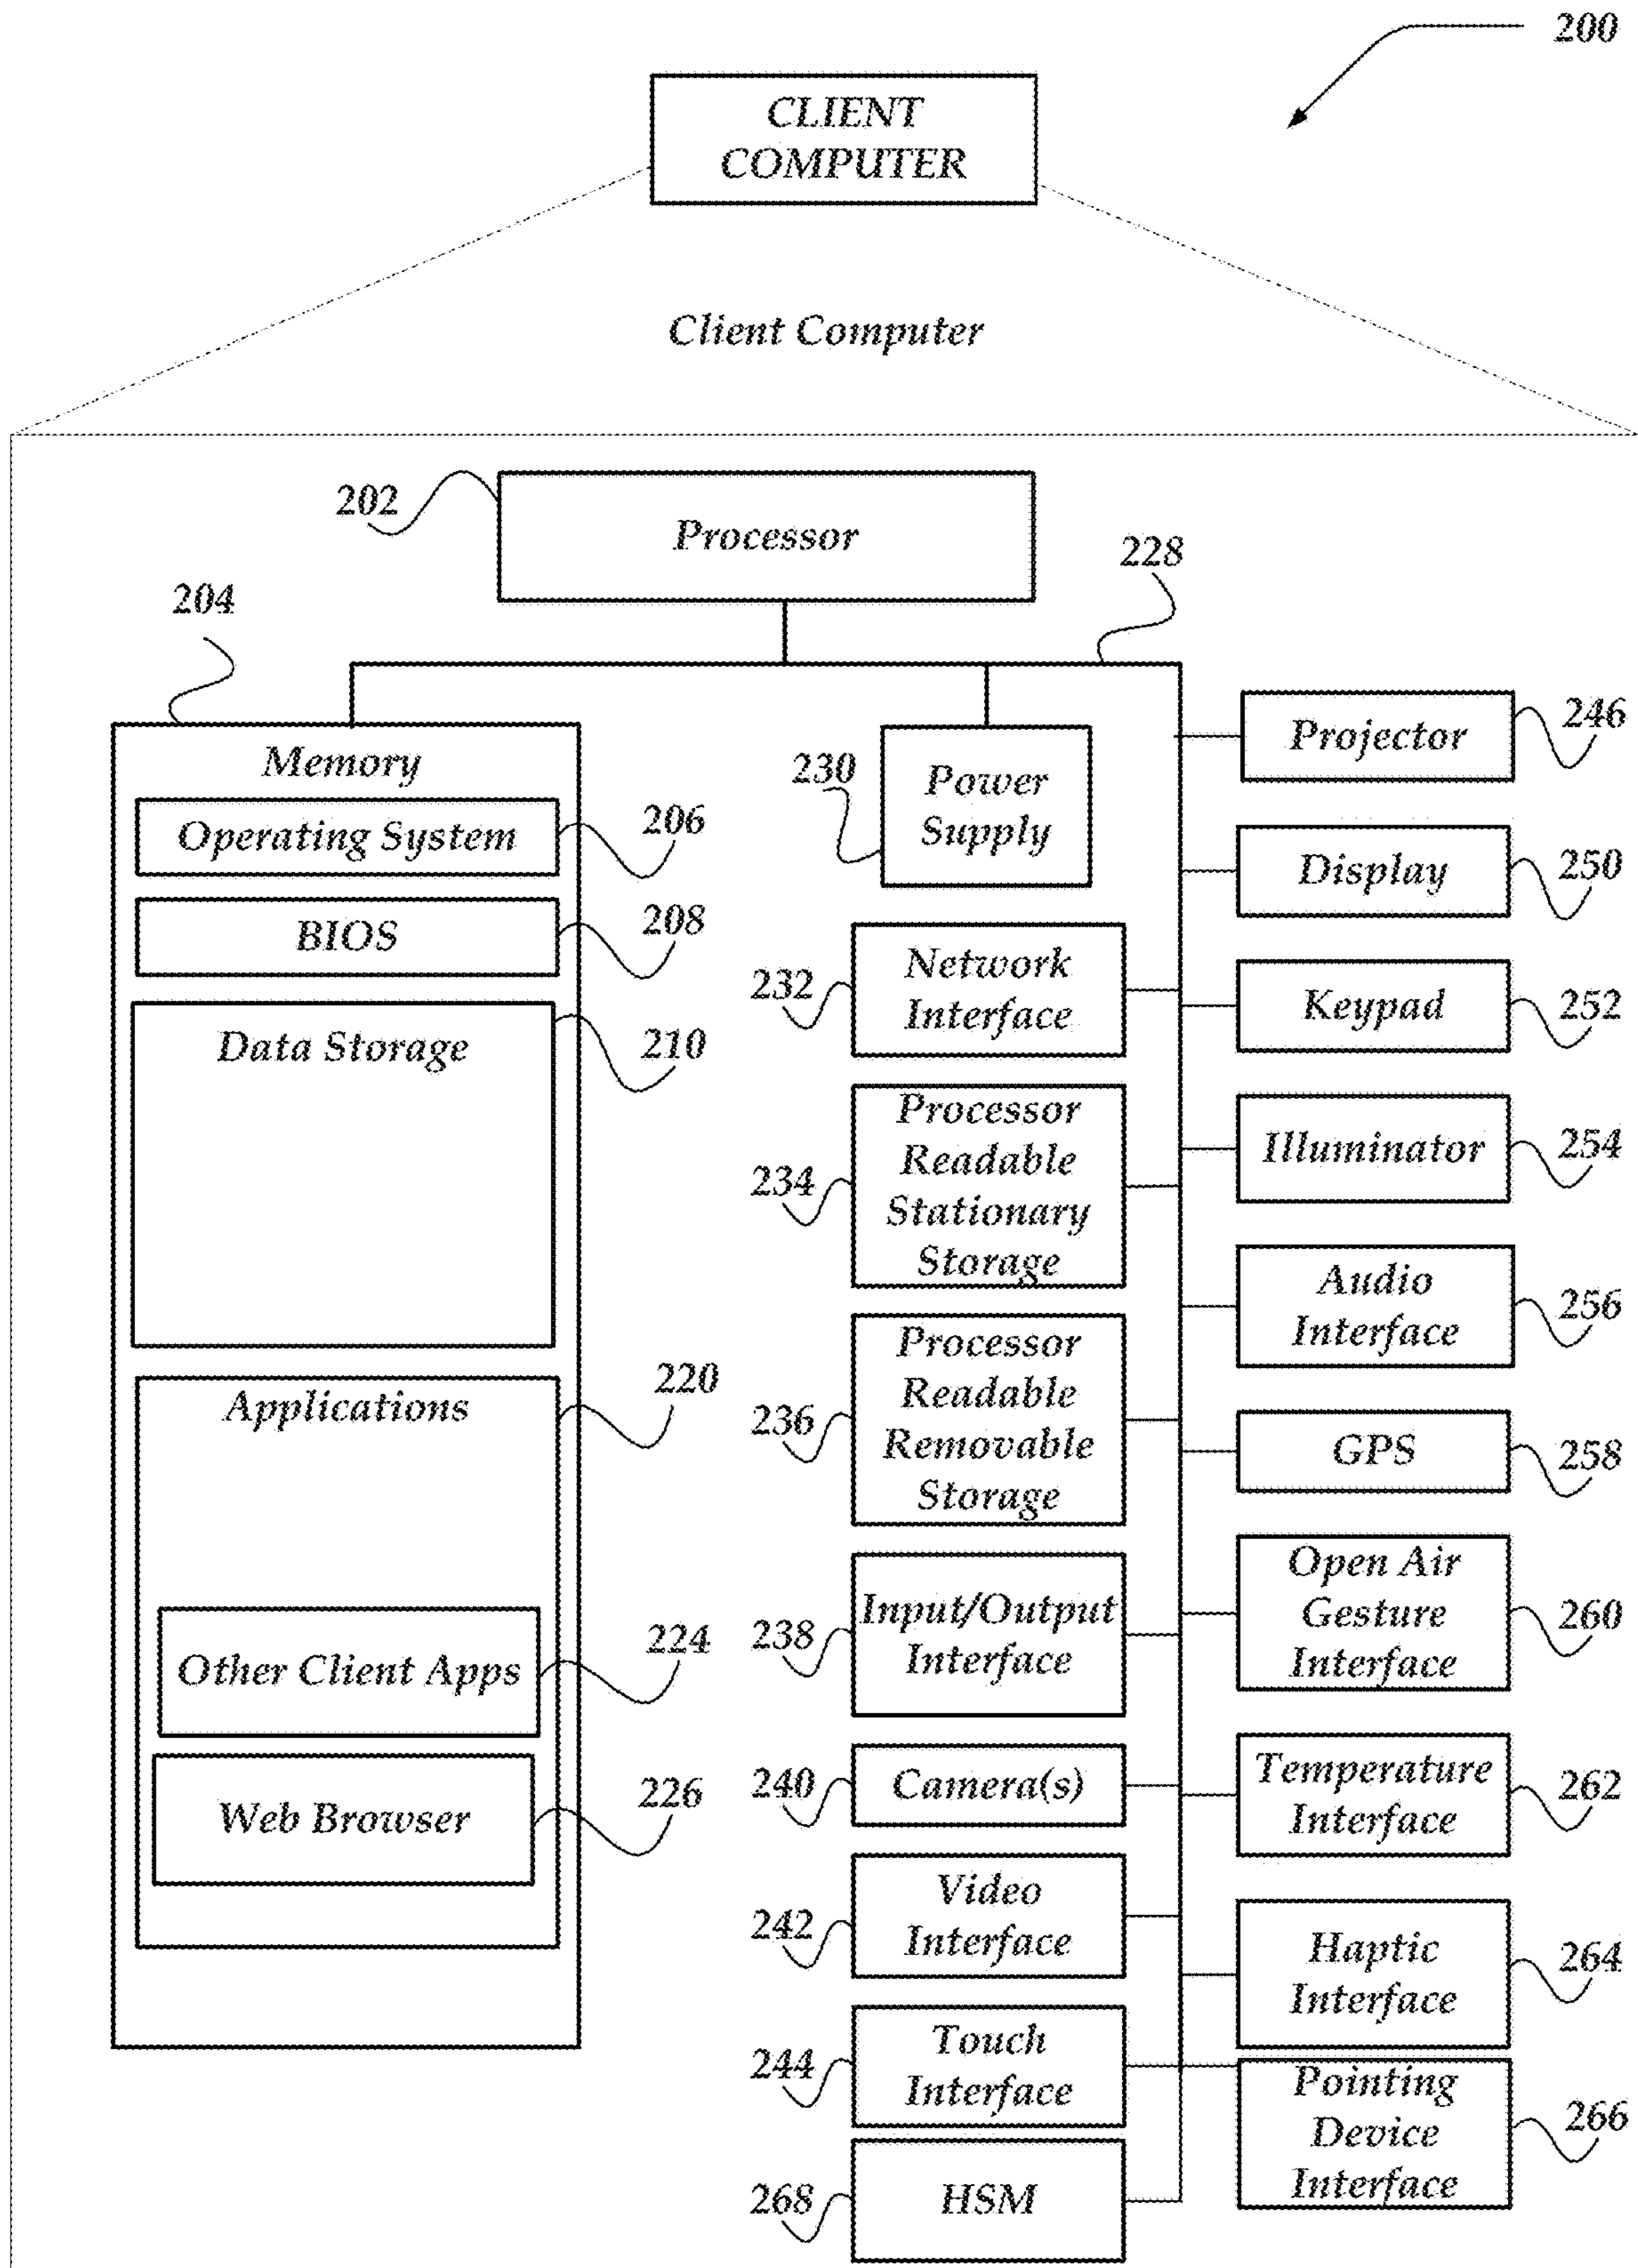 200
CLIENT
COMPUTER
Client Computer
202
Processor
228
204
Memory
Operating System
206
BIOS
208
Data Storage
210
Applications
220
Other Client Apps
224
Web Browser
226
230
Power
Supply
232
Network
Interface
234
Processor
Readable
Stationary
Storage
236
Processor
Readable
Removable
Storage
238
Input/Output
Interface
240
Camera(s)
242
Video
Interface
244
Touch
Interface
268
HSM
Projector
246
Display
250
Keypad
252
Illuminator
254
Audio
Interface
256
GPS
258
Open Air
Gesture
Interface
260
Temperature
Interface
262
Haptic
Interface
264
Pointing
Device
Interface
266